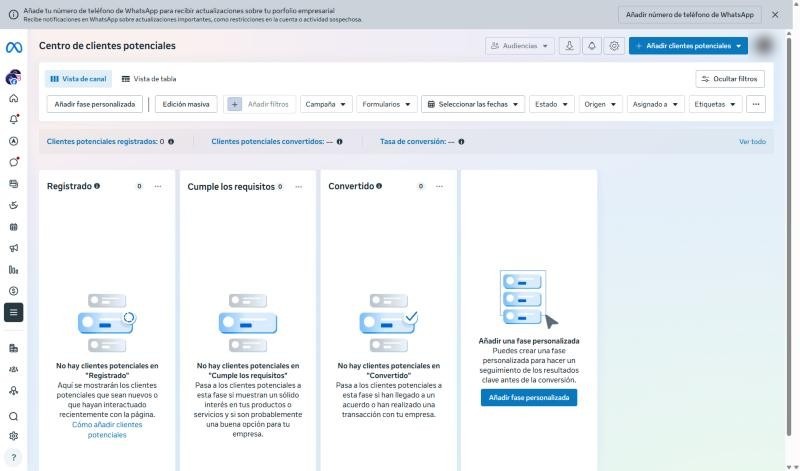 Añade tu número de teléfono de WhatsApp para recibir actualizaciones sobre tu porfolio empresarial
Recibe notificaciones en WhatsApp sobre actualizaciones importantes, como restricciones en la cuenta o actividad sospechosa.
Añadir número de teléfono de WhatsApp
Centro de clientes potenciales
Audiencias
+ Añadir clientes potenciales
Vista de canal
Vista de tabla
Ocultar filtros
Añadir fase personalizada
Edición masiva
+ Añadir filtros
Campaña
Formularios
Seleccionar las fechas
Estado
Origen
Asignado a
Etiquetas
...
Clientes potenciales registrados: 0
Clientes potenciales convertidos: --
Tasa de conversión: --
Ver todo
Registrado
0
...
Cumple los requisitos 0
...
Convertido
0
...
No hay clientes potenciales en
"Registrado"
Aquí se mostrarán los clientes
potenciales que sean nuevos o
que hayan interactuado
recientemente con la página.
Cómo añadir clientes
potenciales
No hay clientes potenciales en
"Cumple los requisitos"
Pasa a los clientes potenciales a
esta fase si muestran un sólido
interés en tus productos o
servicios y si son probablemente
una buena opción para tu
empresa.
No hay clientes potenciales en
"Convertido"
Pasa a los clientes potenciales a
esta fase si han llegado a un
acuerdo o han realizado una
transacción con tu empresa.
Añadir una fase personalizada
Puedes crear una fase
personalizada para hacer un
seguimiento de los resultados
clave antes de la conversión.
Añadir fase personalizada